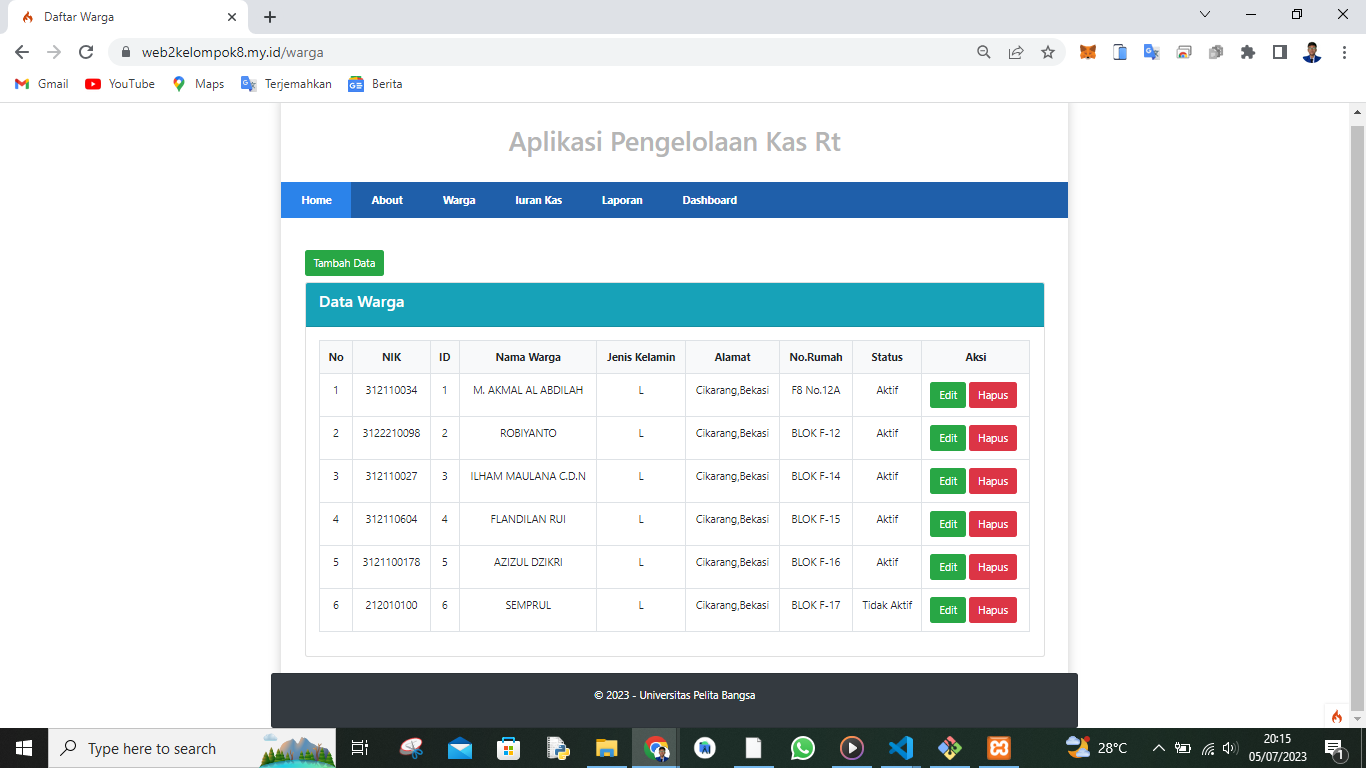 Daftar Warga
web2kelompok8.my.id/warga
Gmail YouTube Maps Terjemahkan Berita
Aplikasi Pengelolaan Kas Rt
Home About Warga Iuran Kas Laporan Dashboard
Tambah Data
Data Warga
No NIK ID Nama Warga Jenis Kelamin Alamat No.Rumah Status Aksi
1 312110034 1 M. AKMAL AL ABDILAH L Cikarang,Bekasi F8 No.12A Aktif Edit Hapus
2 3122210098 2 ROBIYANTO L Cikarang,Bekasi BLOK F-12 Aktif Edit Hapus
3 312110027 3 ILHAM MAULANA C.D.N L Cikarang,Bekasi BLOK F-14 Aktif Edit Hapus
4 312110604 4 FLANDILAN RUI L Cikarang,Bekasi BLOK F-15 Aktif Edit Hapus
5 3121100178 5 AZIZUL DZIKRI L Cikarang,Bekasi BLOK F-16 Aktif Edit Hapus
6 212010100 6 SEMPRUL L Cikarang,Bekasi BLOK F-17 Tidak Aktif Edit Hapus
© 2023 - Universitas Pelita Bangsa
Type here to search 28°C 20:15
05/07/2023 1